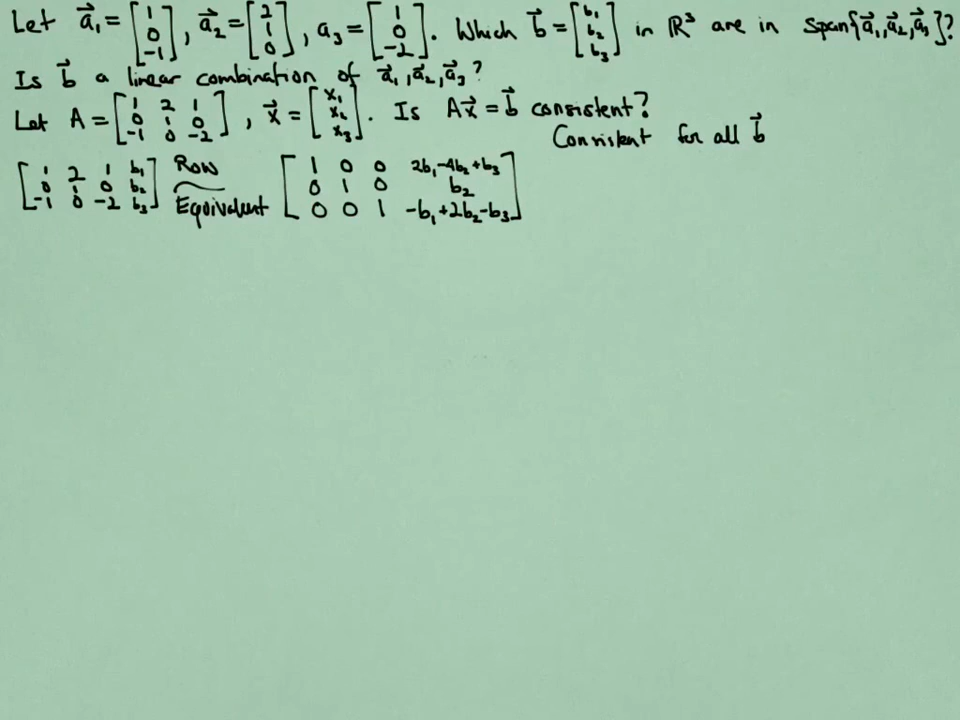 Let a⃗₁ = [1 0 -1], a⃗₂ = [2 1 0], a₃ = [1 0 -2]. Which b⃗ = [b₁ b₂ b₃] in ℝ³ are in Span{a⃗₁, a⃗₂, a⃗₃}?
Is b⃗ a linear combination of a⃗₁, a⃗₂, a⃗₃?
Let A = [1 2 1; 0 1 0; -1 0 -2], x⃗ = [x₁ x₂ x₃]. Is Ax⃗ = b⃗ consistent?
Consistent for all b⃗
[1 2 1 b₁; 0 1 0 b₂; -1 0 -2 b₃] Row Equivalent ~ [1 0 0 2b₁-4b₂+b₃; 0 1 0 b₂; 0 0 1 -b₁+2b₂-b₃]